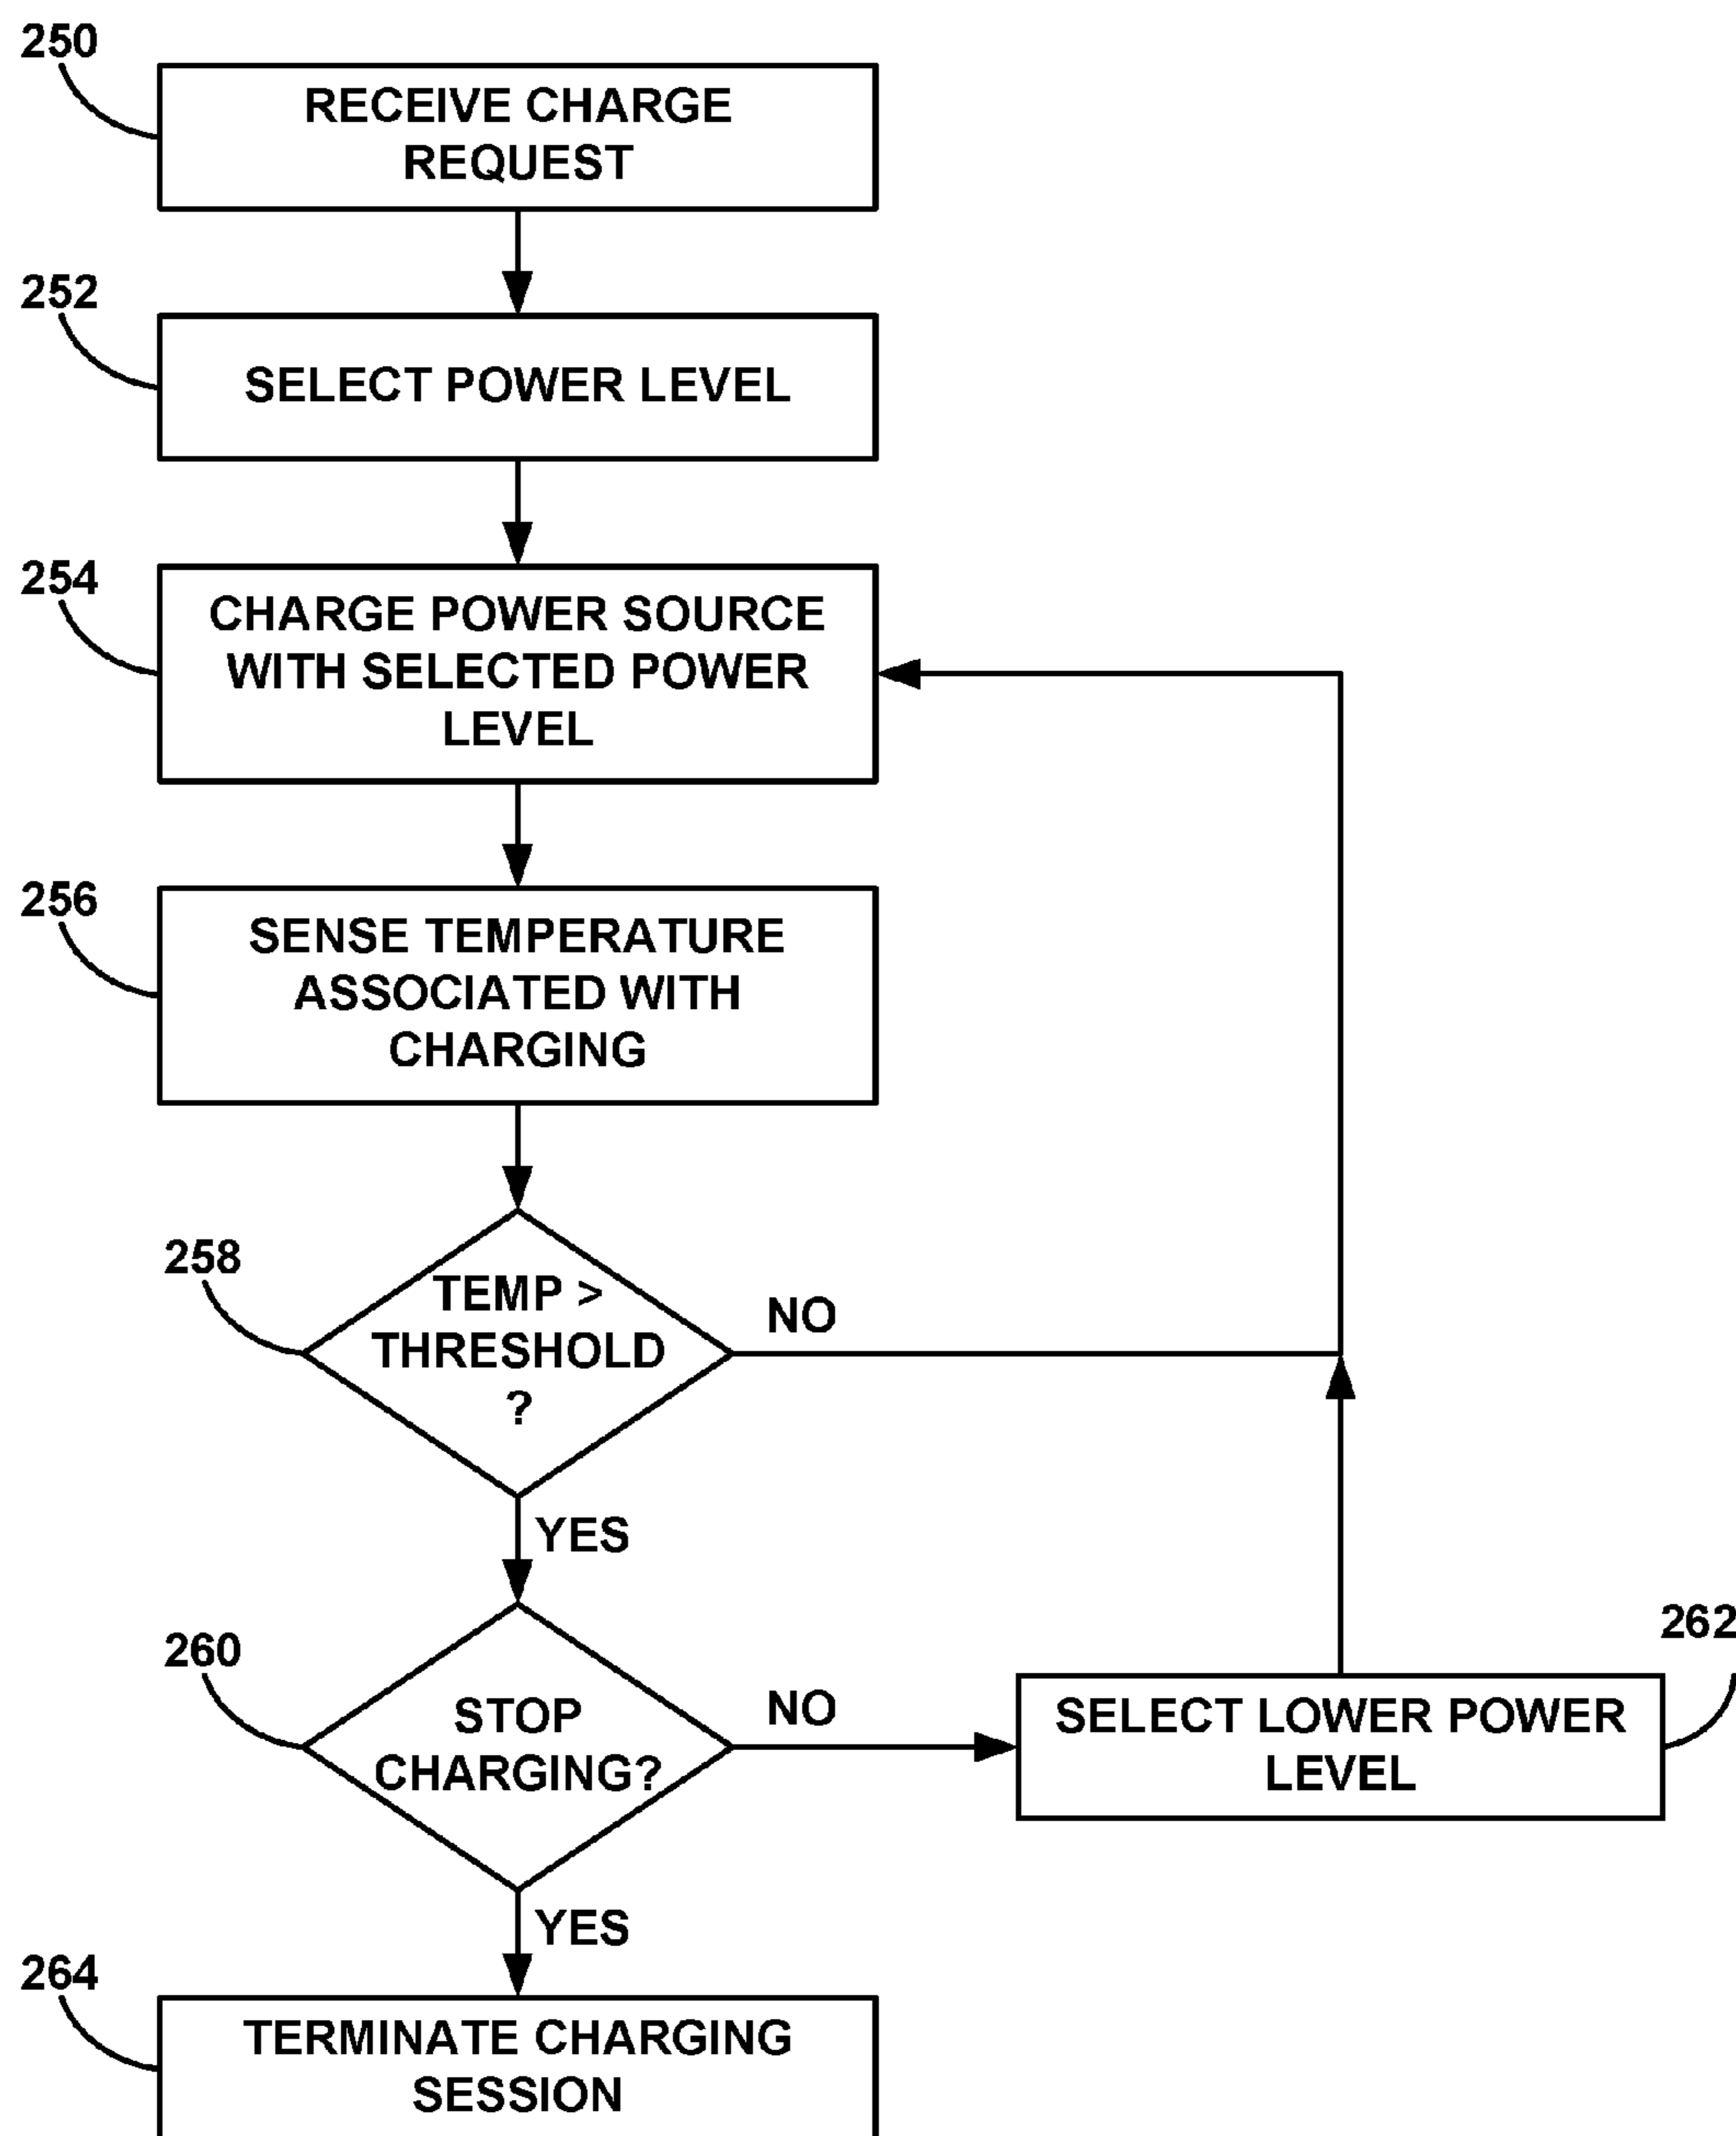 250
RECEIVE CHARGE
REQUEST
252
SELECT POWER LEVEL
254
CHARGE POWER SOURCE
WITH SELECTED POWER
LEVEL
256
SENSE TEMPERATURE
ASSOCIATED WITH
CHARGING
258
TEMP >
THRESHOLD
?
NO
YES
260
STOP
CHARGING?
NO
262
SELECT LOWER POWER
LEVEL
YES
264
TERMINATE CHARGING
SESSION